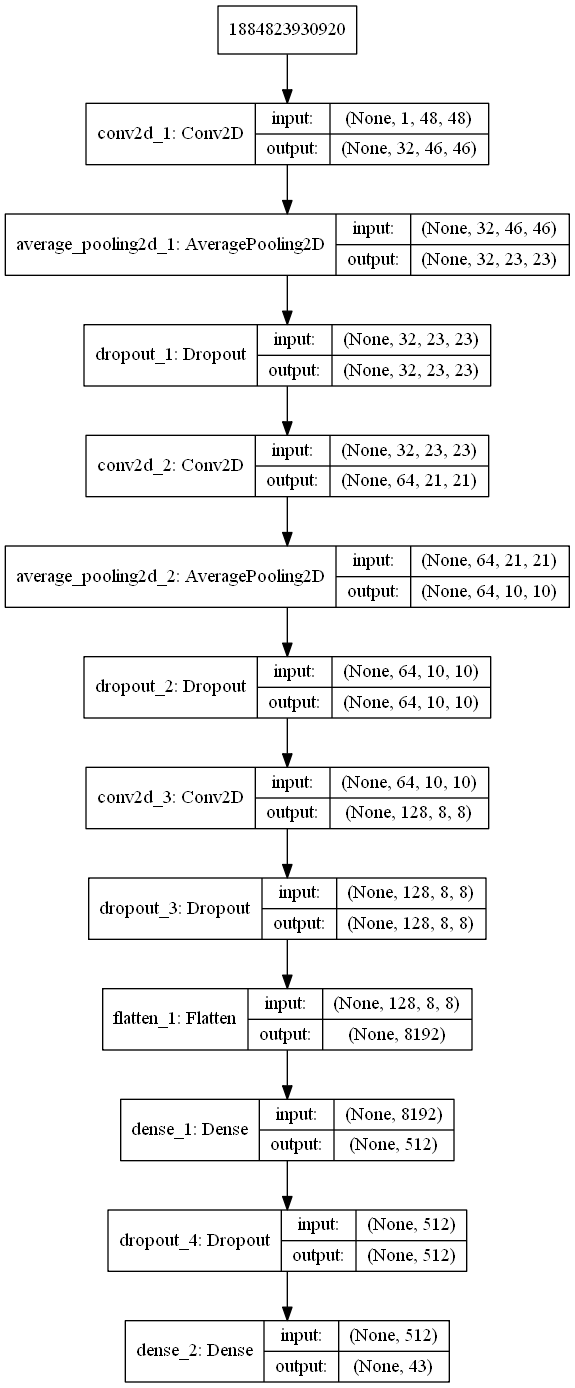 1884823930920
conv2d_1: Conv2D
input: (None, 1, 48, 48)
output: (None, 32, 46, 46)
average_pooling2d_1: AveragePooling2D
input: (None, 32, 46, 46)
output: (None, 32, 23, 23)
dropout_1: Dropout
input: (None, 32, 23, 23)
output: (None, 32, 23, 23)
conv2d_2: Conv2D
input: (None, 32, 23, 23)
output: (None, 64, 21, 21)
average_pooling2d_2: AveragePooling2D
input: (None, 64, 21, 21)
output: (None, 64, 10, 10)
dropout_2: Dropout
input: (None, 64, 10, 10)
output: (None, 64, 10, 10)
conv2d_3: Conv2D
input: (None, 64, 10, 10)
output: (None, 128, 8, 8)
dropout_3: Dropout
input: (None, 128, 8, 8)
output: (None, 128, 8, 8)
flatten_1: Flatten
input: (None, 128, 8, 8)
output: (None, 8192)
dense_1: Dense
input: (None, 8192)
output: (None, 512)
dropout_4: Dropout
input: (None, 512)
output: (None, 512)
dense_2: Dense
input: (None, 512)
output: (None, 43)